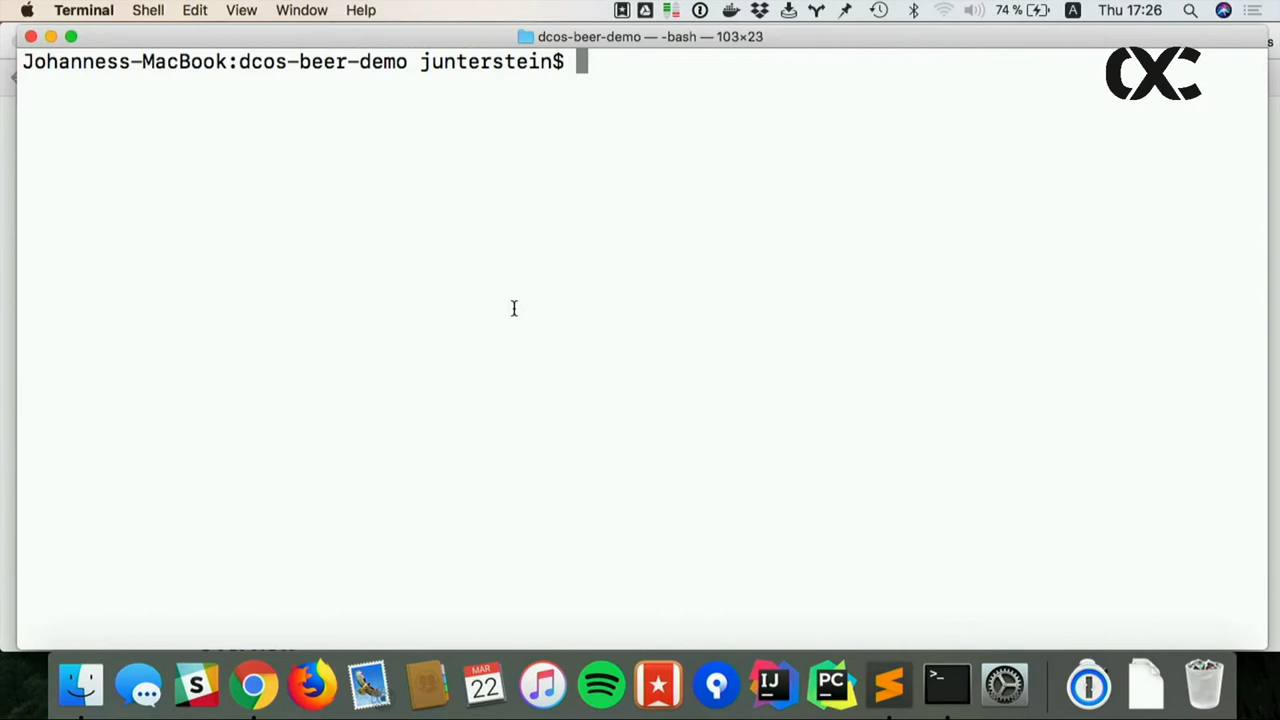 Terminal Shell Edit View Window Help 74 % A Thu 17:26
dcos-beer-demo — -bash — 103×23
Johanness-MacBook:dcos-beer-demo junterstein$
CXC
MAR
22
S
IJ
PC
>_